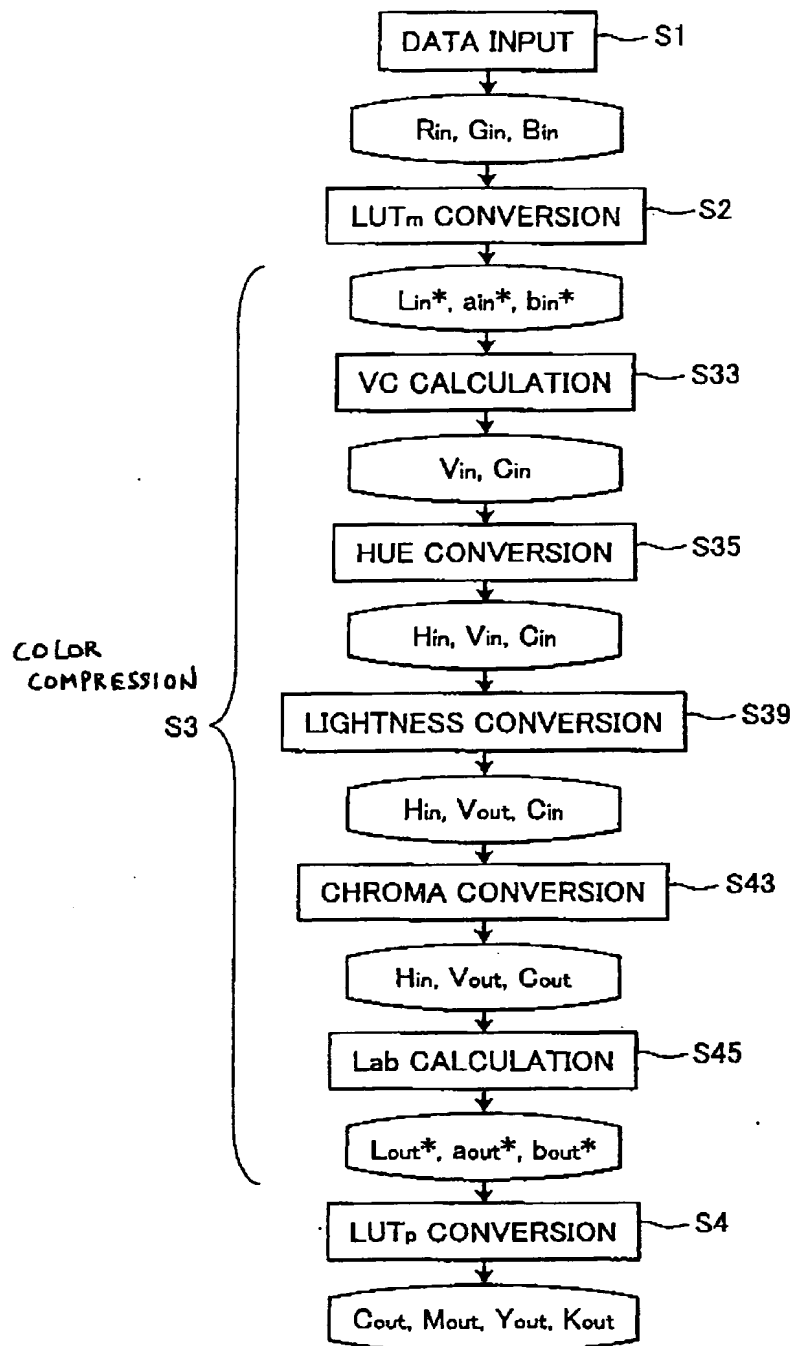 DATA INPUT S1
Rin, Gin, Bin
LUTm CONVERSION S2
Lin*, ain*, bin*
VC CALCULATION S33
Vin, Cin
HUE CONVERSION S35
Hin, Vin, Cin
COLOR
COMPRESSION
S3
LIGHTNESS CONVERSION S39
Hin, Vout, Cin
CHROMA CONVERSION S43
Hin, Vout, Cout
Lab CALCULATION S45
Lout*, aout*, bout*
LUTp CONVERSION S4
Cout, Mout, Yout, Kout